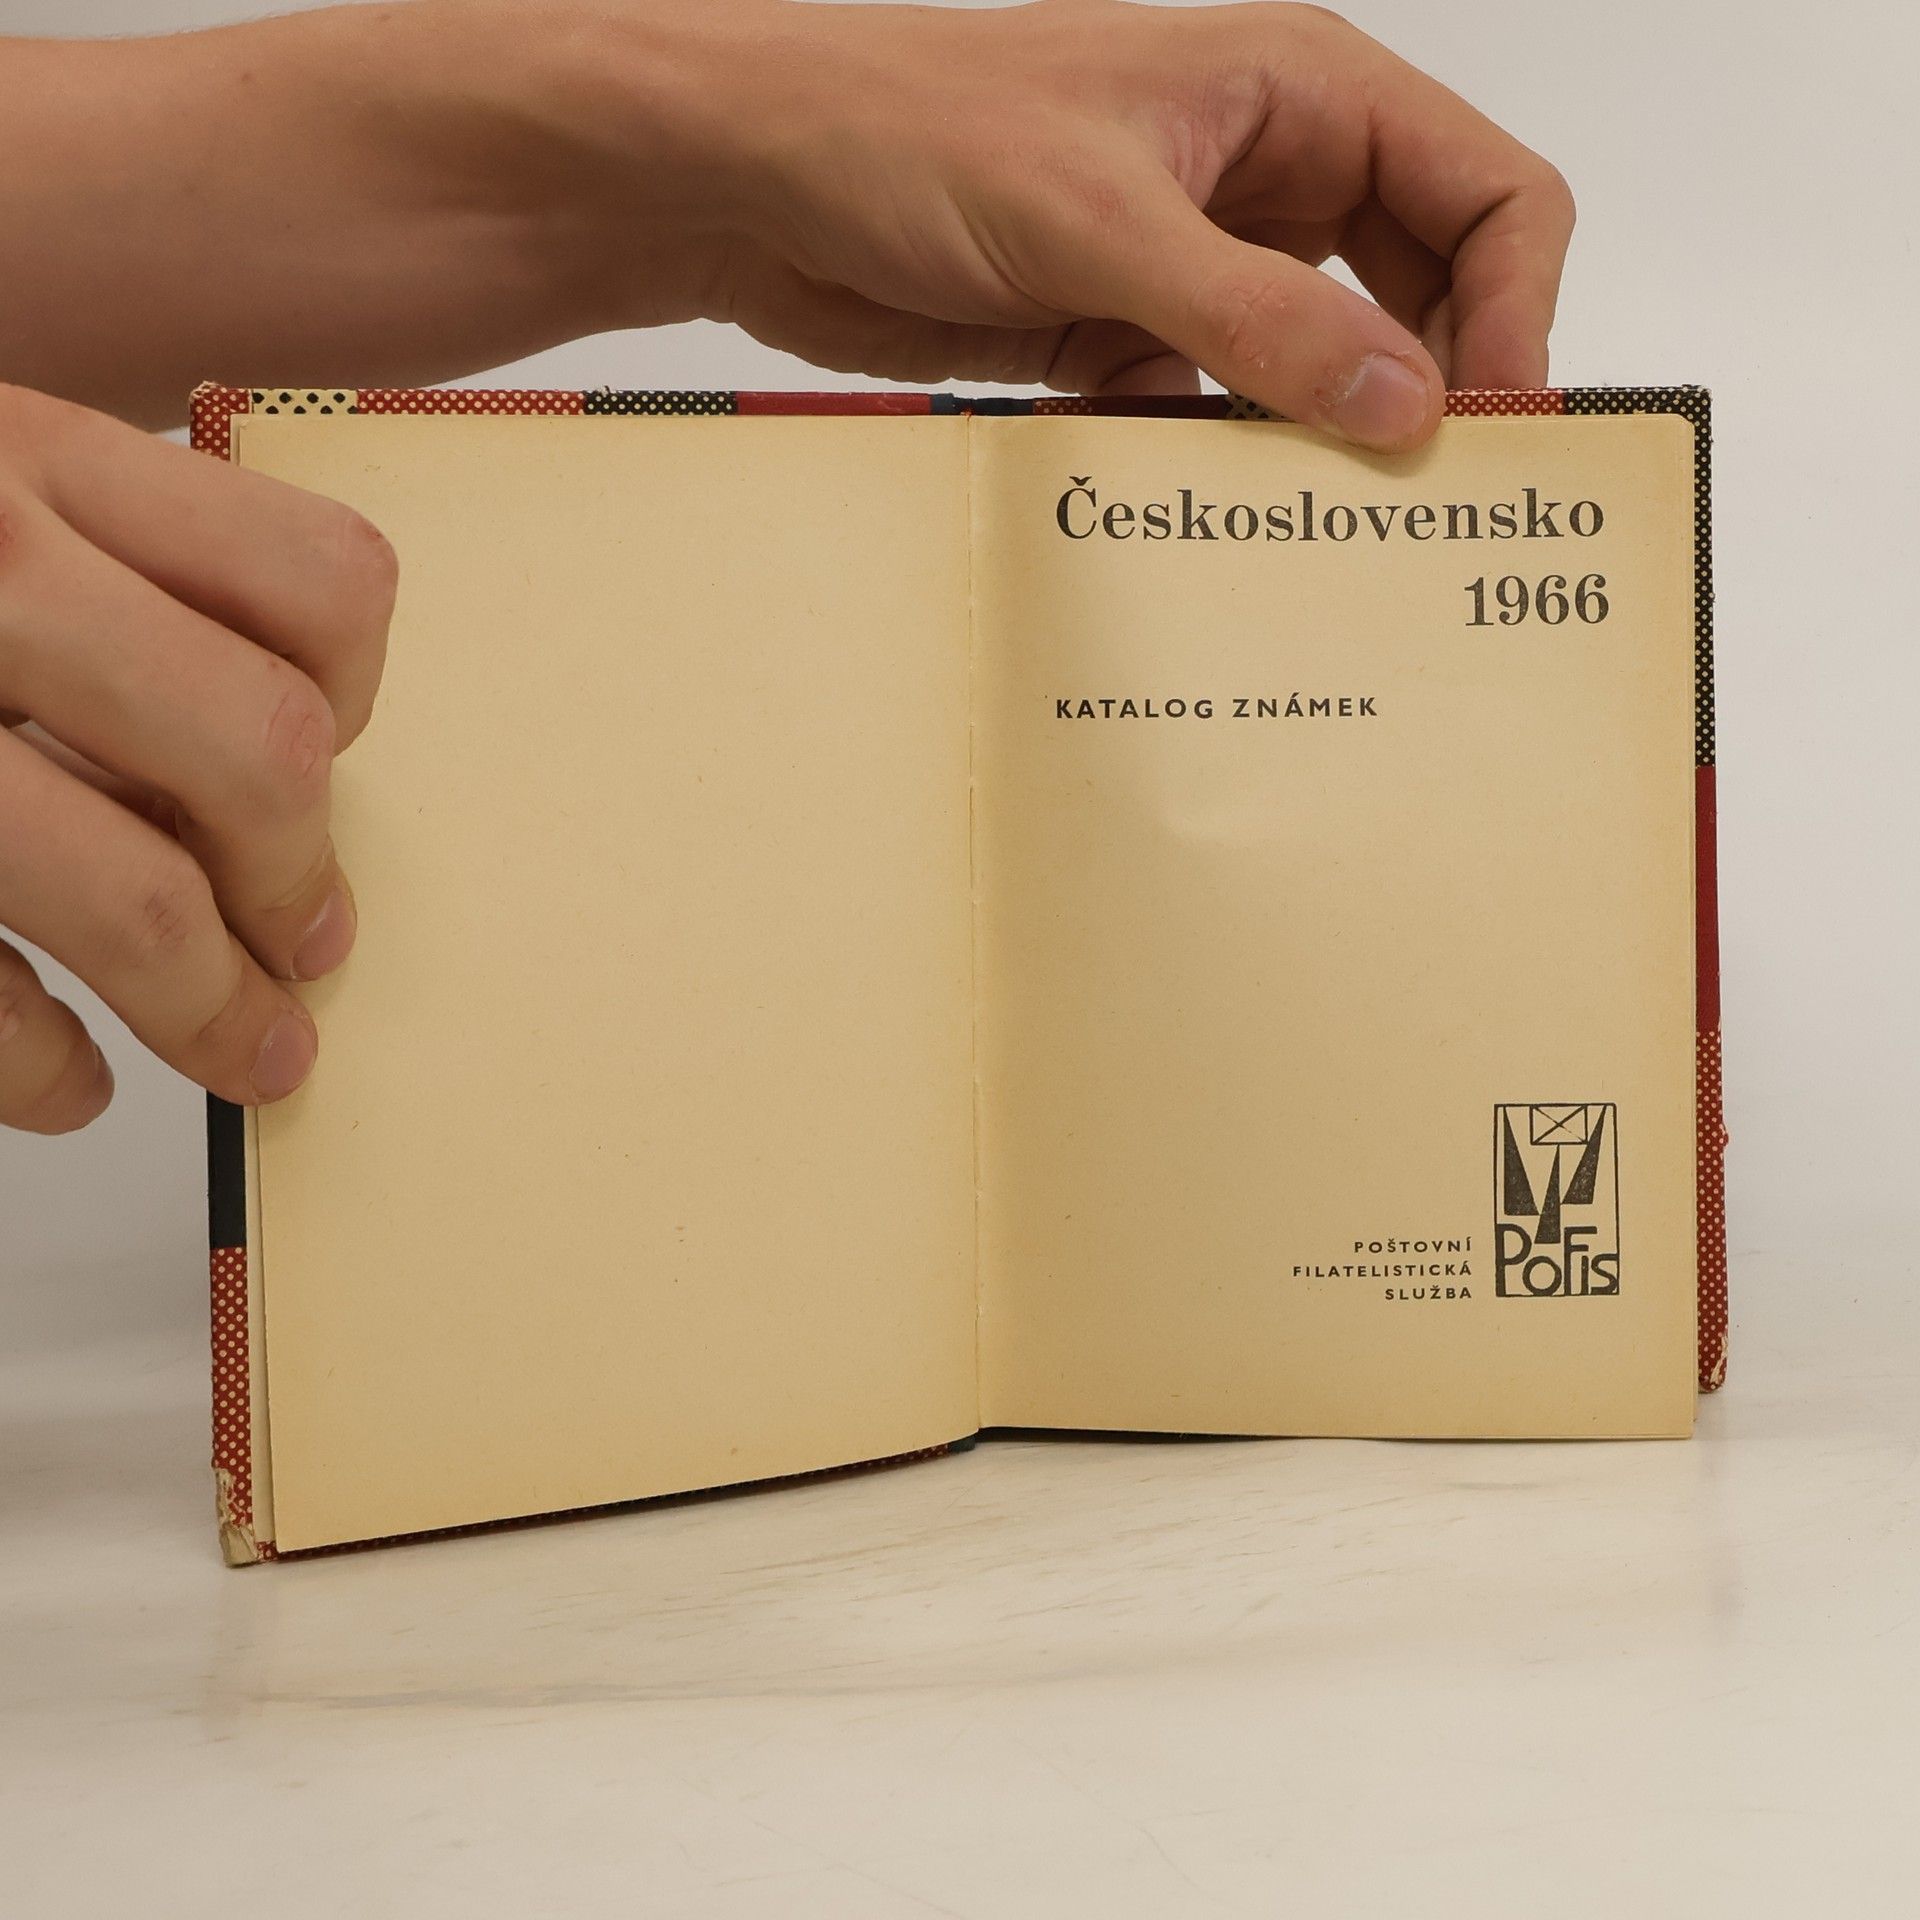 Československo
1966
KATALOG ZNÁMEK
POŠTOVNÍ
FILATELISTICKÁ
SLUŽBA
POFIS